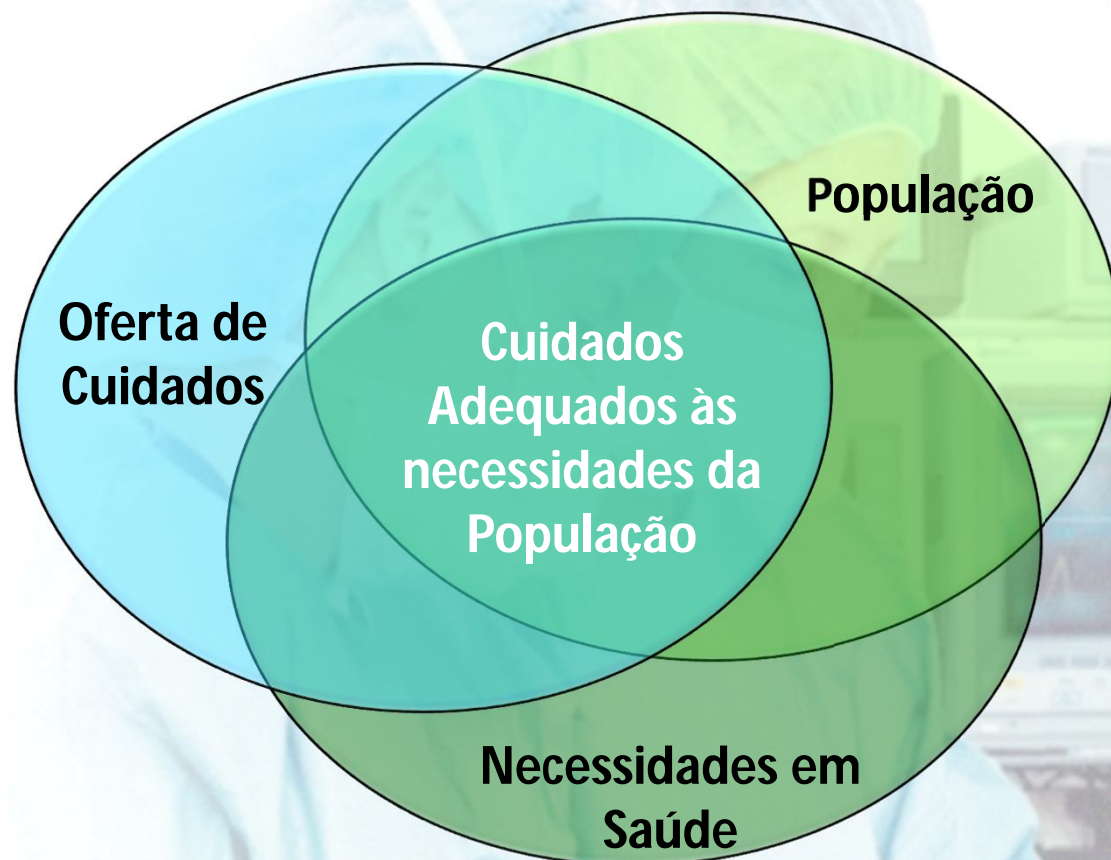 População
Oferta de
Cuidados
Cuidados
Adequados às
necessidades da
População
Necessidades em
Saúde